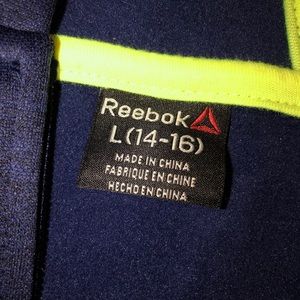 Reebok
L (14-16)
MADE IN CHINA
FABRIQUE EN CHINE
HECHO EN CHINA